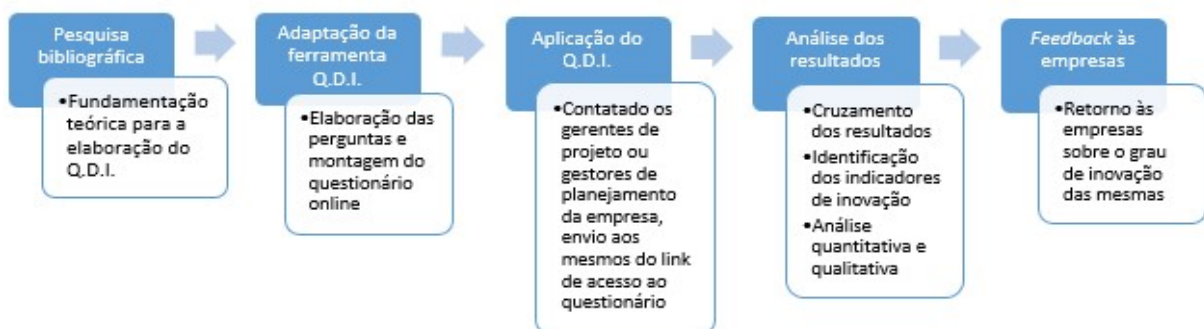 Pesquisa
bibliográfica
•Fundamentação
teórica para a
elaboração do
Q.D.I.
Adaptação da
ferramenta
Q.D.I.
•Elaboração das
perguntas e
montagem do
questionário
online
Aplicação do
Q.D.I.
•Contatado os
gerentes de
projeto ou
gestores de
planejamento
da empresa,
envio aos
mesmos do link
de acesso ao
questionário
Análise dos
resultados
•Cruzamento
dos resultados
•Identificação
dos indicadores
de inovação
•Análise
quantitativa e
qualitativa
Feedback às
empresas
•Retorno às
empresas
sobre o grau
de inovação
das mesmas